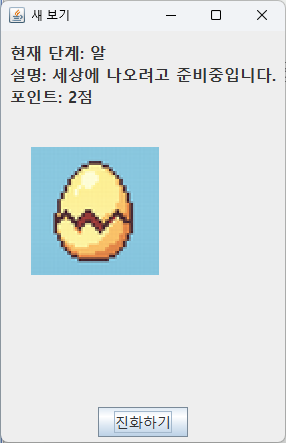 새 보기
현재 단계: 알
설명: 세상에 나오려고 준비중입니다.
포인트: 2점
진화하기